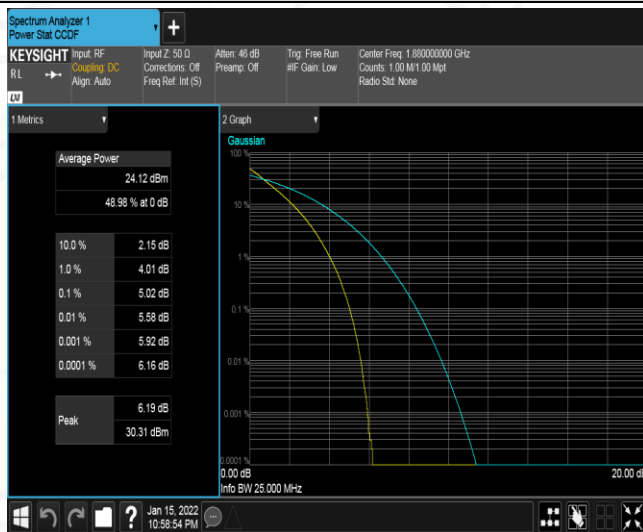 Spectrum Analyzer 1
Power Stat CCDF
+
KEYSIGHT
RL
Input: RF
Coupling: DC
Align: Auto
Input Z: 50 Ω
Corrections: Off
Freq Ref: Int (S)
Atten: 46 dB
Preamp: Off
Trig: Free Run
#IF Gain: Low
Center Freq: 1.880000000 GHz
Counts: 1.00 M/1.00 Mpt
Radio Std: None
LXI
1 Metrics
Average Power
24.12 dBm
48.98 % at 0 dB
10.0 % 2.15 dB
1.0 % 4.01 dB
0.1 % 5.02 dB
0.01 % 5.58 dB
0.001 % 5.92 dB
0.0001 % 6.16 dB
Peak
6.19 dB
30.31 dBm
2 Graph
Gaussian
100 %
10 %
1 %
0.1 %
0.01 %
0.001 %
0.0001 %
0.00 dB
20.00 dB
Info BW 25.000 MHz
?
Jan 15, 2022
10:58:54 PM